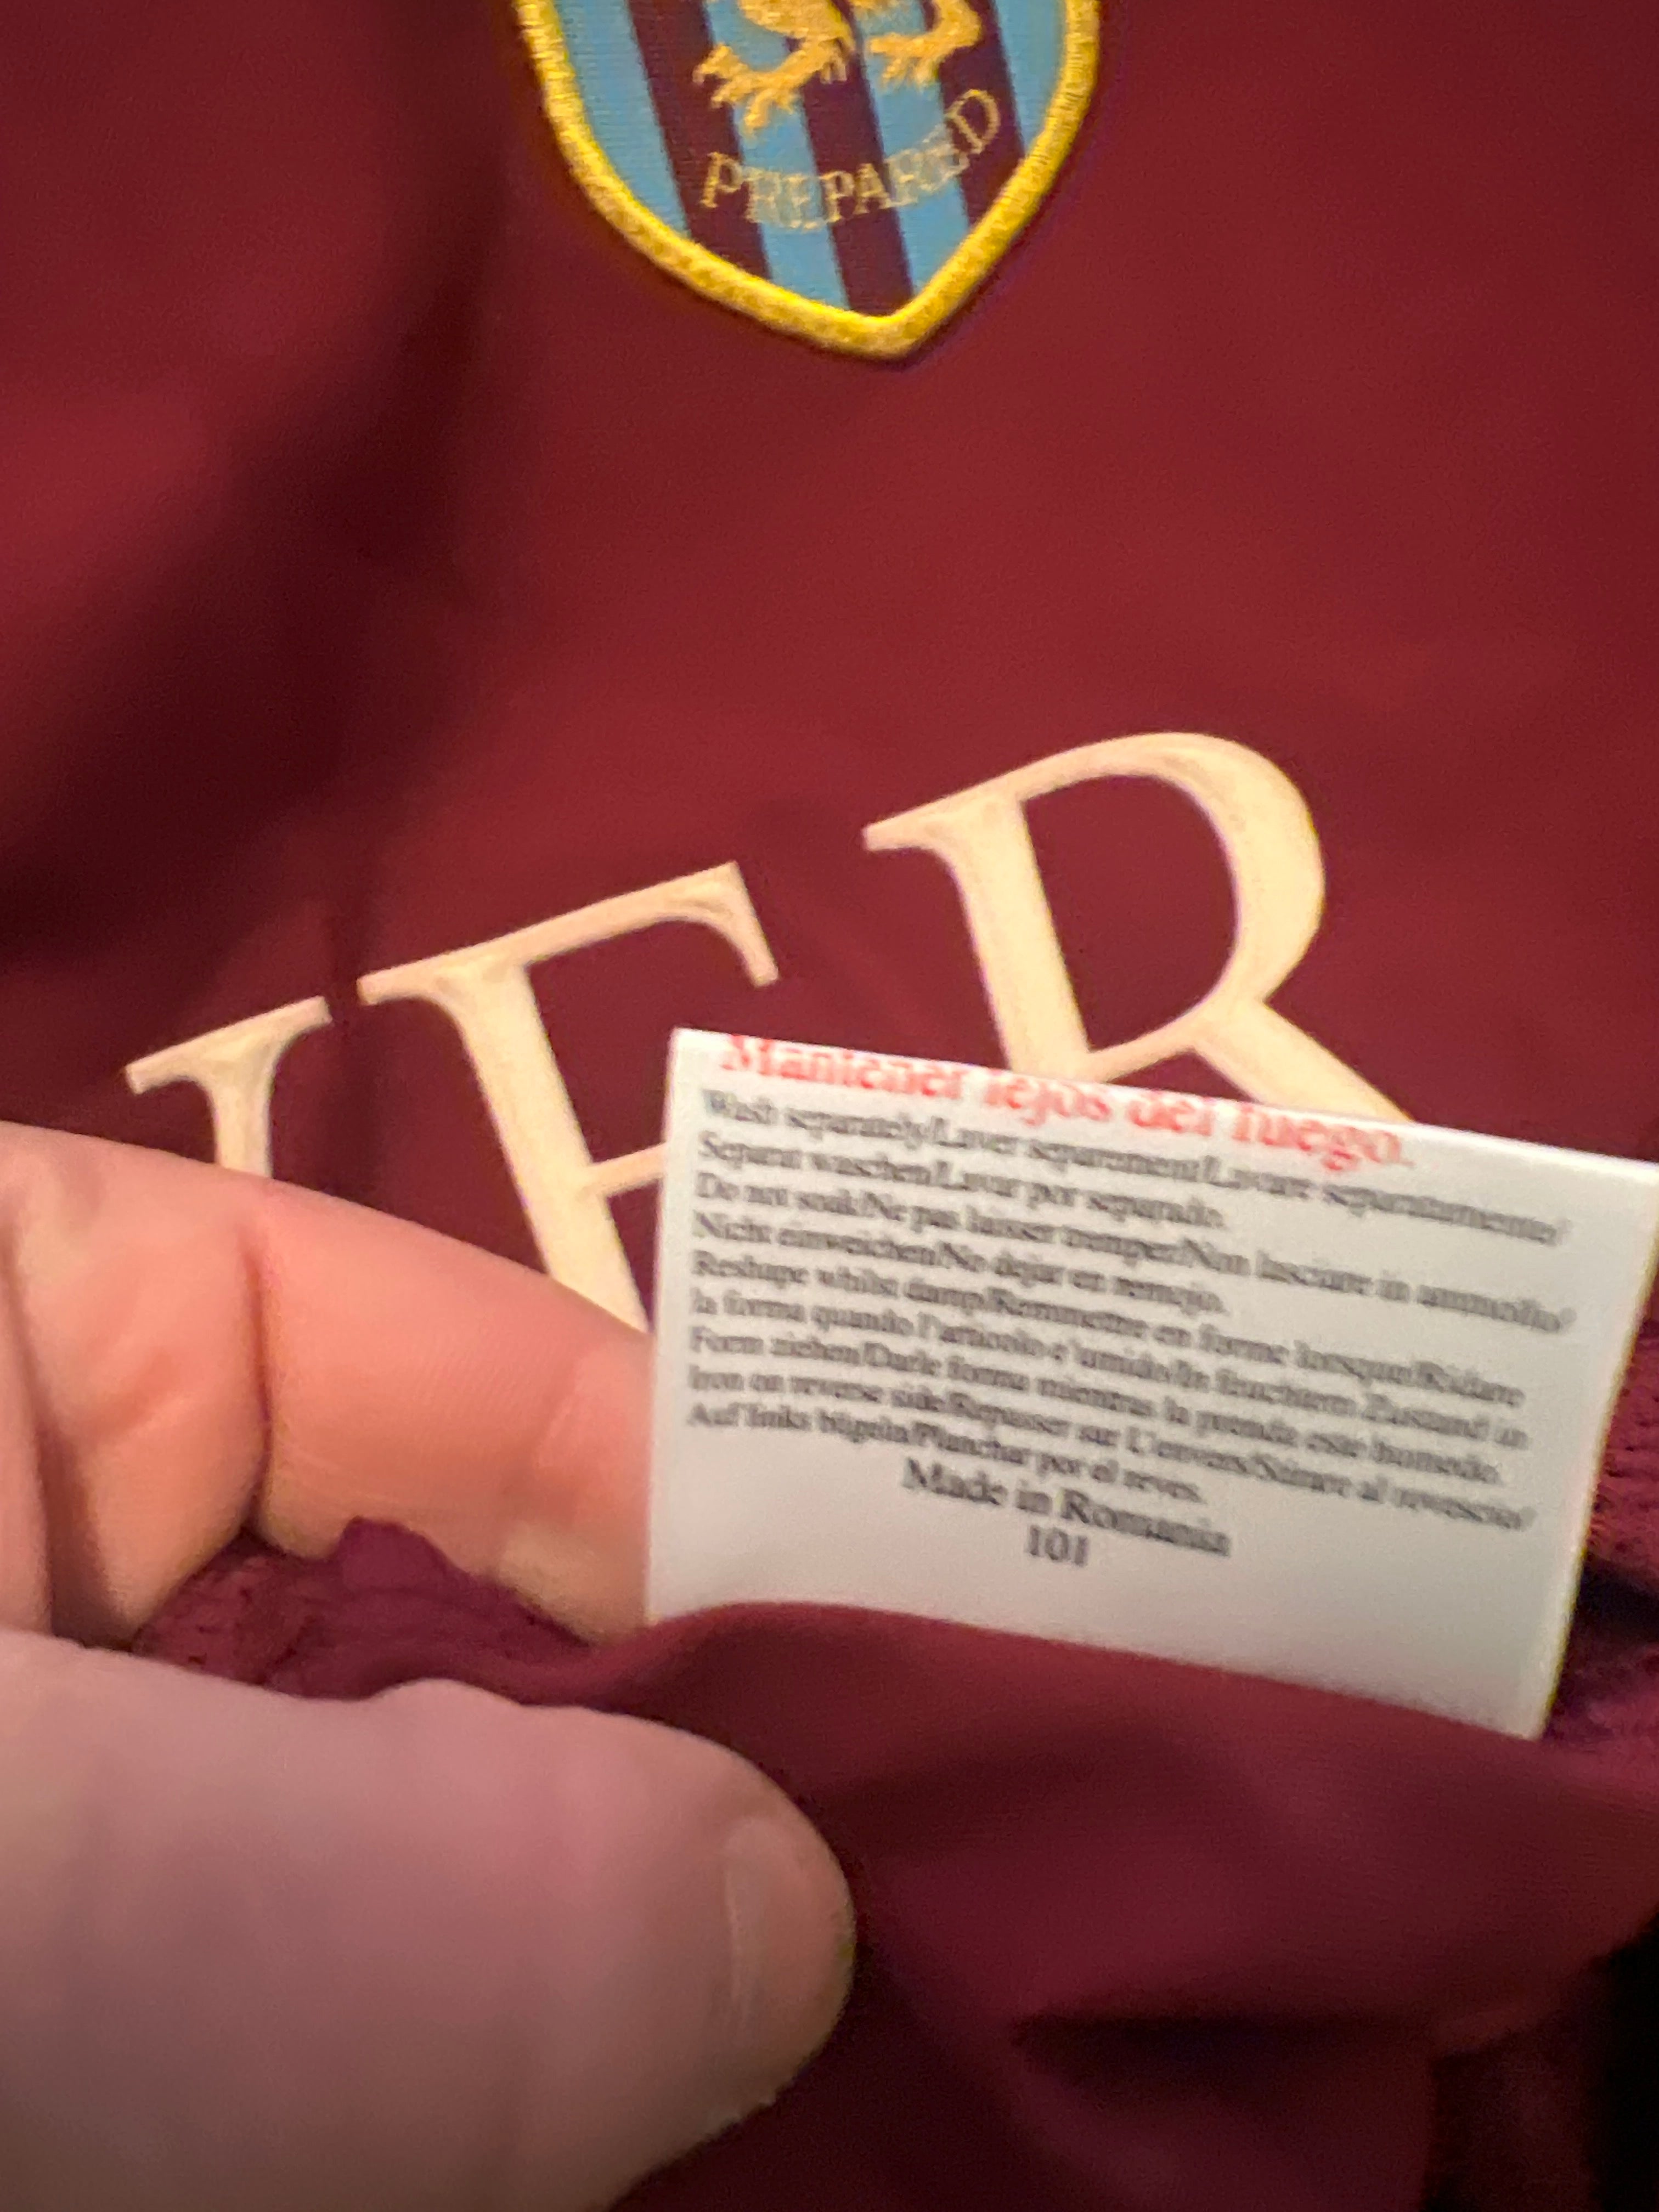 PREPARED
FR
Mantener lejos del fuego.
Wash separately/Laver separement/Lavare separatamente/
Separat waschen/Lavar por separado.
Do not soak/Ne pas laisser tremper/Non lasciare in ammollo/
Nicht einweichen/No dejar en remojo.
Reshape whilst damp/Remmettre en forme lorsque/Ridare
la forma quando l'articolo e'umido/In feuchtem Zustand in
Form ziehen/Darle forma mientras la prenda este humedo.
Iron on reverse side/Repasser sur L'envers/Stirare al rovescio/
Auf links bügeln/Planchar por el reves.
Made in Romania
101